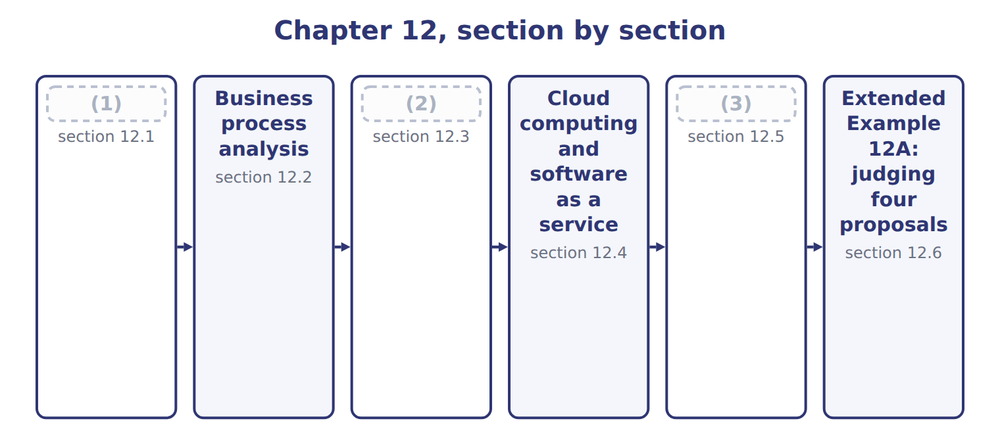 Chapter 12, section by section
(1)
section 12.1
Business
process
analysis
section 12.2
(2)
section 12.3
Cloud
computing
and
software
as a
service
section 12.4
(3)
section 12.5
Extended
Example
12A:
judging
four
proposals
section 12.6